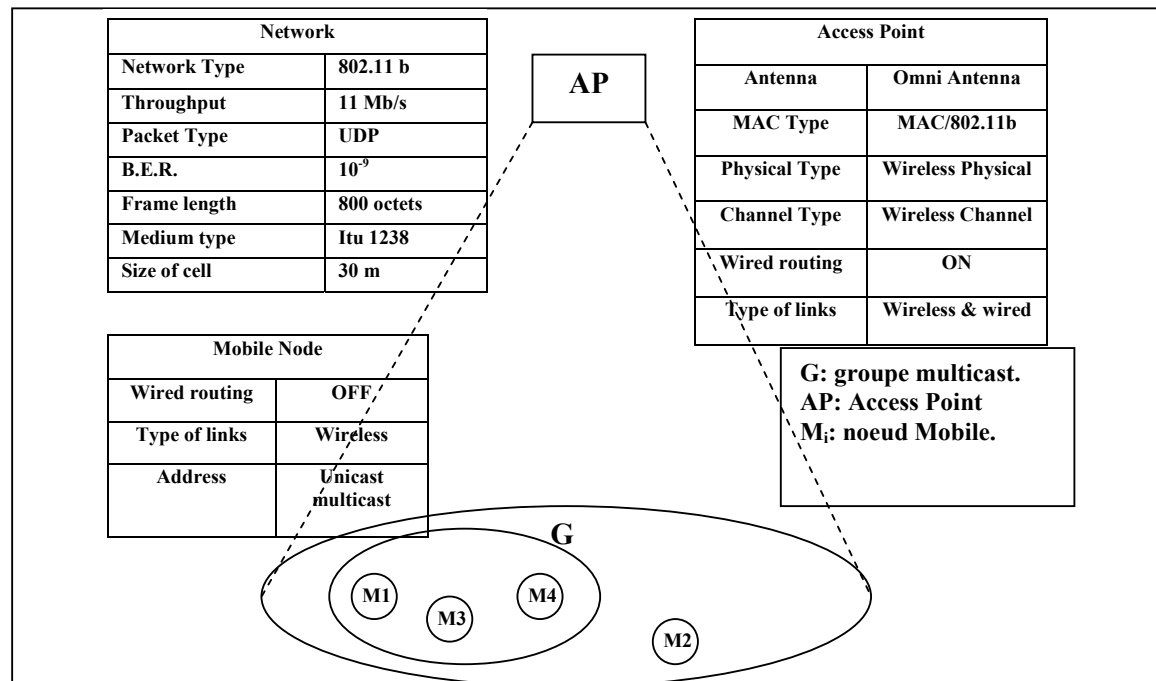 Network
Network Type 802.11 b
Throughput 11 Mb/s
Packet Type UDP
B.E.R. 10-9
Frame length 800 octets
Medium type Itu 1238
Size of cell 30 m
AP
Access Point
Antenna Omni Antenna
MAC Type MAC/802.11b
Physical Type Wireless Physical
Channel Type Wireless Channel
Wired routing ON
Type of links Wireless & wired
Mobile Node
Wired routing OFF
Type of links Wireless
Address Unicast
multicast
G: groupe multicast.
AP: Access Point
Mi: noeud Mobile.
G
M1
M3
M4
M2